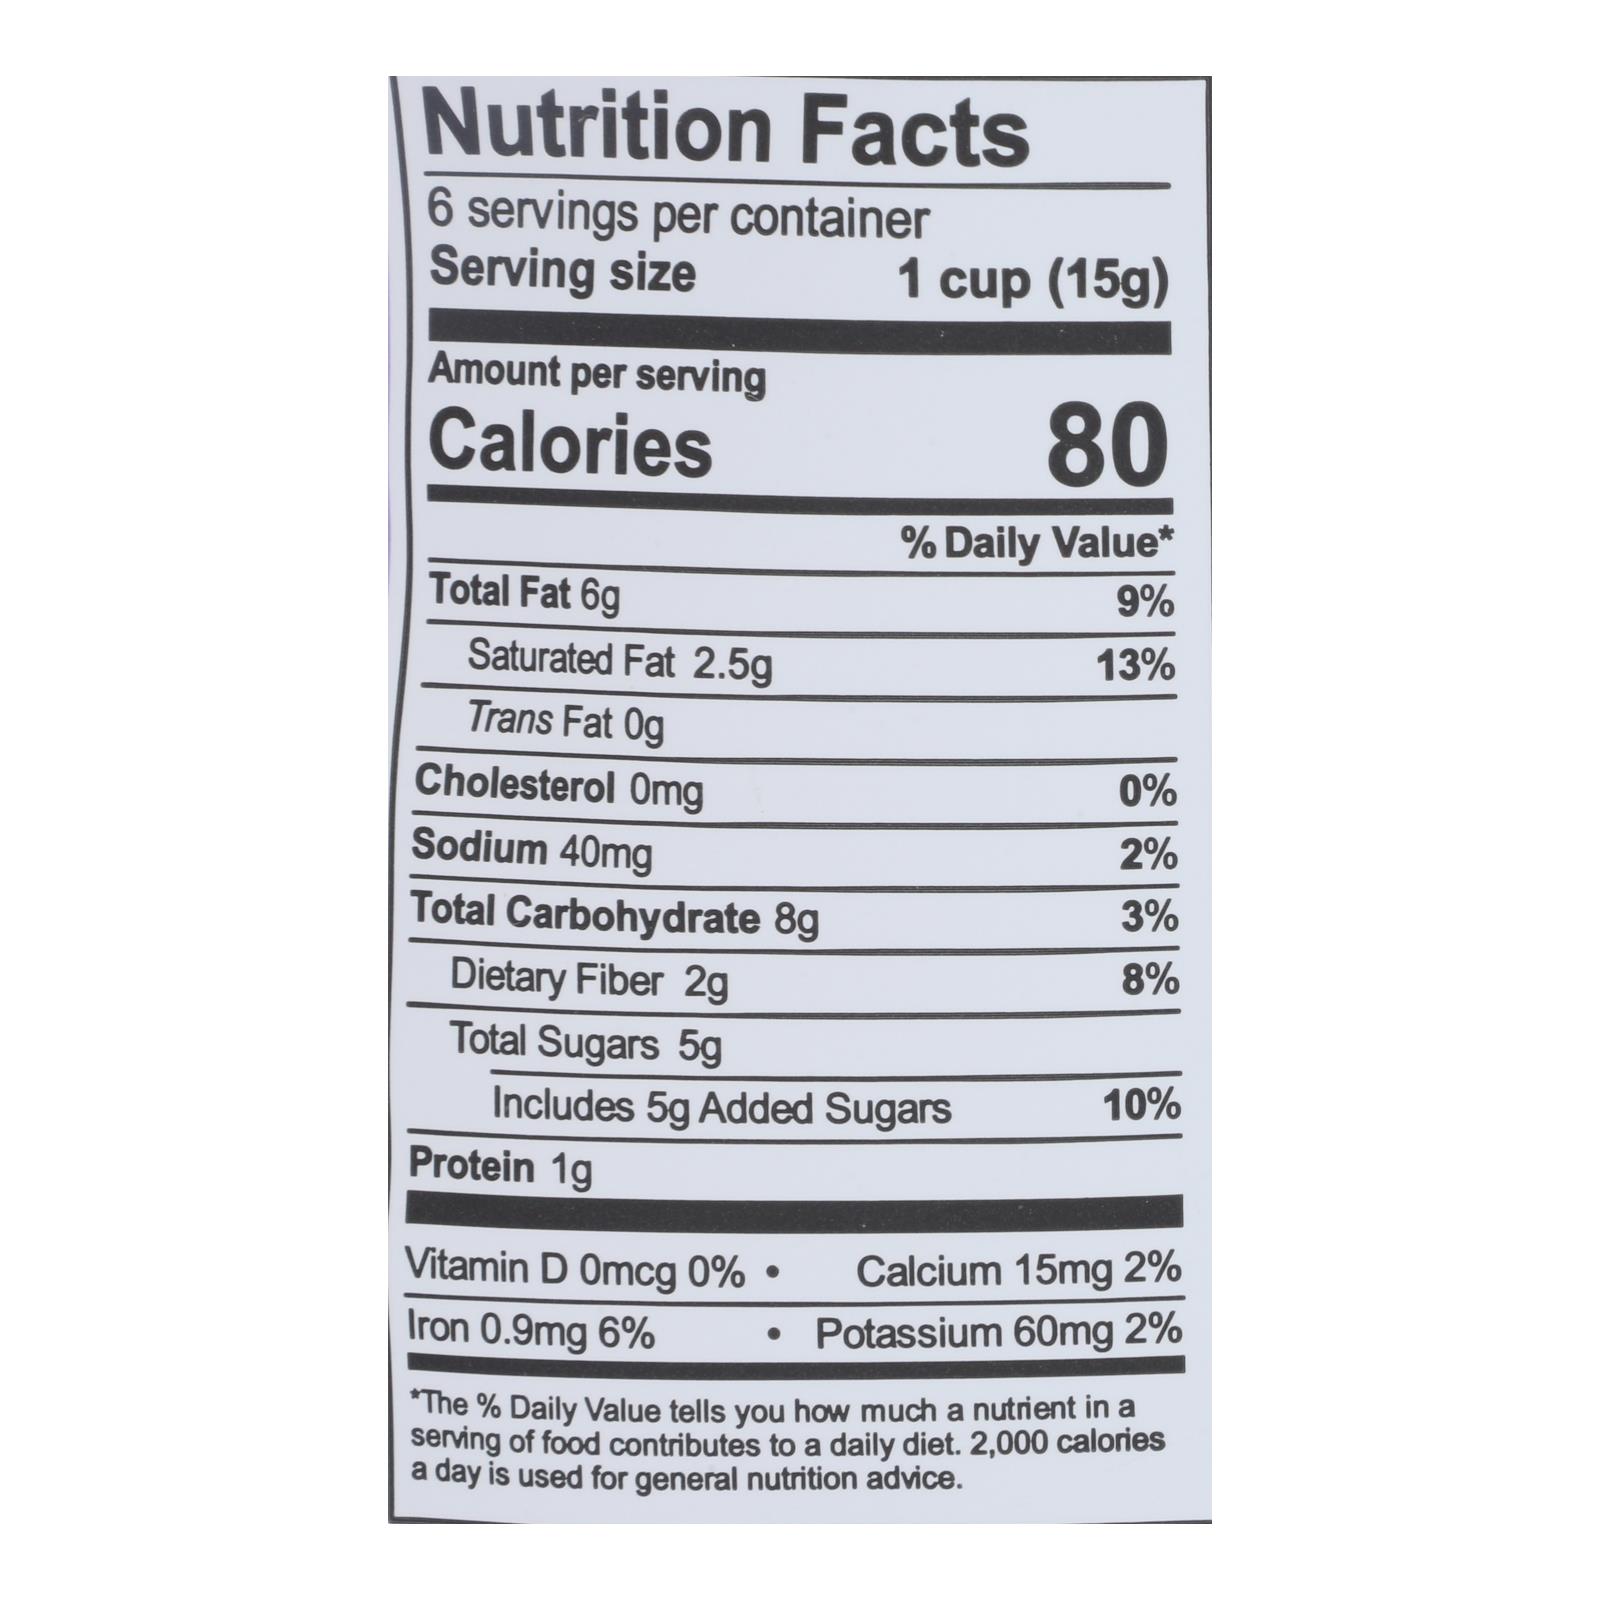 Nutrition Facts
6 servings per container
Serving size 1 cup (15g)
Amount per serving
Calories 80
% Daily Value*
Total Fat 6g 9%
Saturated Fat 2.5g 13%
Trans Fat 0g
Cholesterol 0mg 0%
Sodium 40mg 2%
Total Carbohydrate 8g 3%
Dietary Fiber 2g 8%
Total Sugars 5g
Includes 5g Added Sugars 10%
Protein 1g
Vitamin D 0mcg 0% • Calcium 15mg 2%
Iron 0.9mg 6% • Potassium 60mg 2%
*The % Daily Value tells you how much a nutrient in a
serving of food contributes to a daily diet. 2,000 calories
a day is used for general nutrition advice.